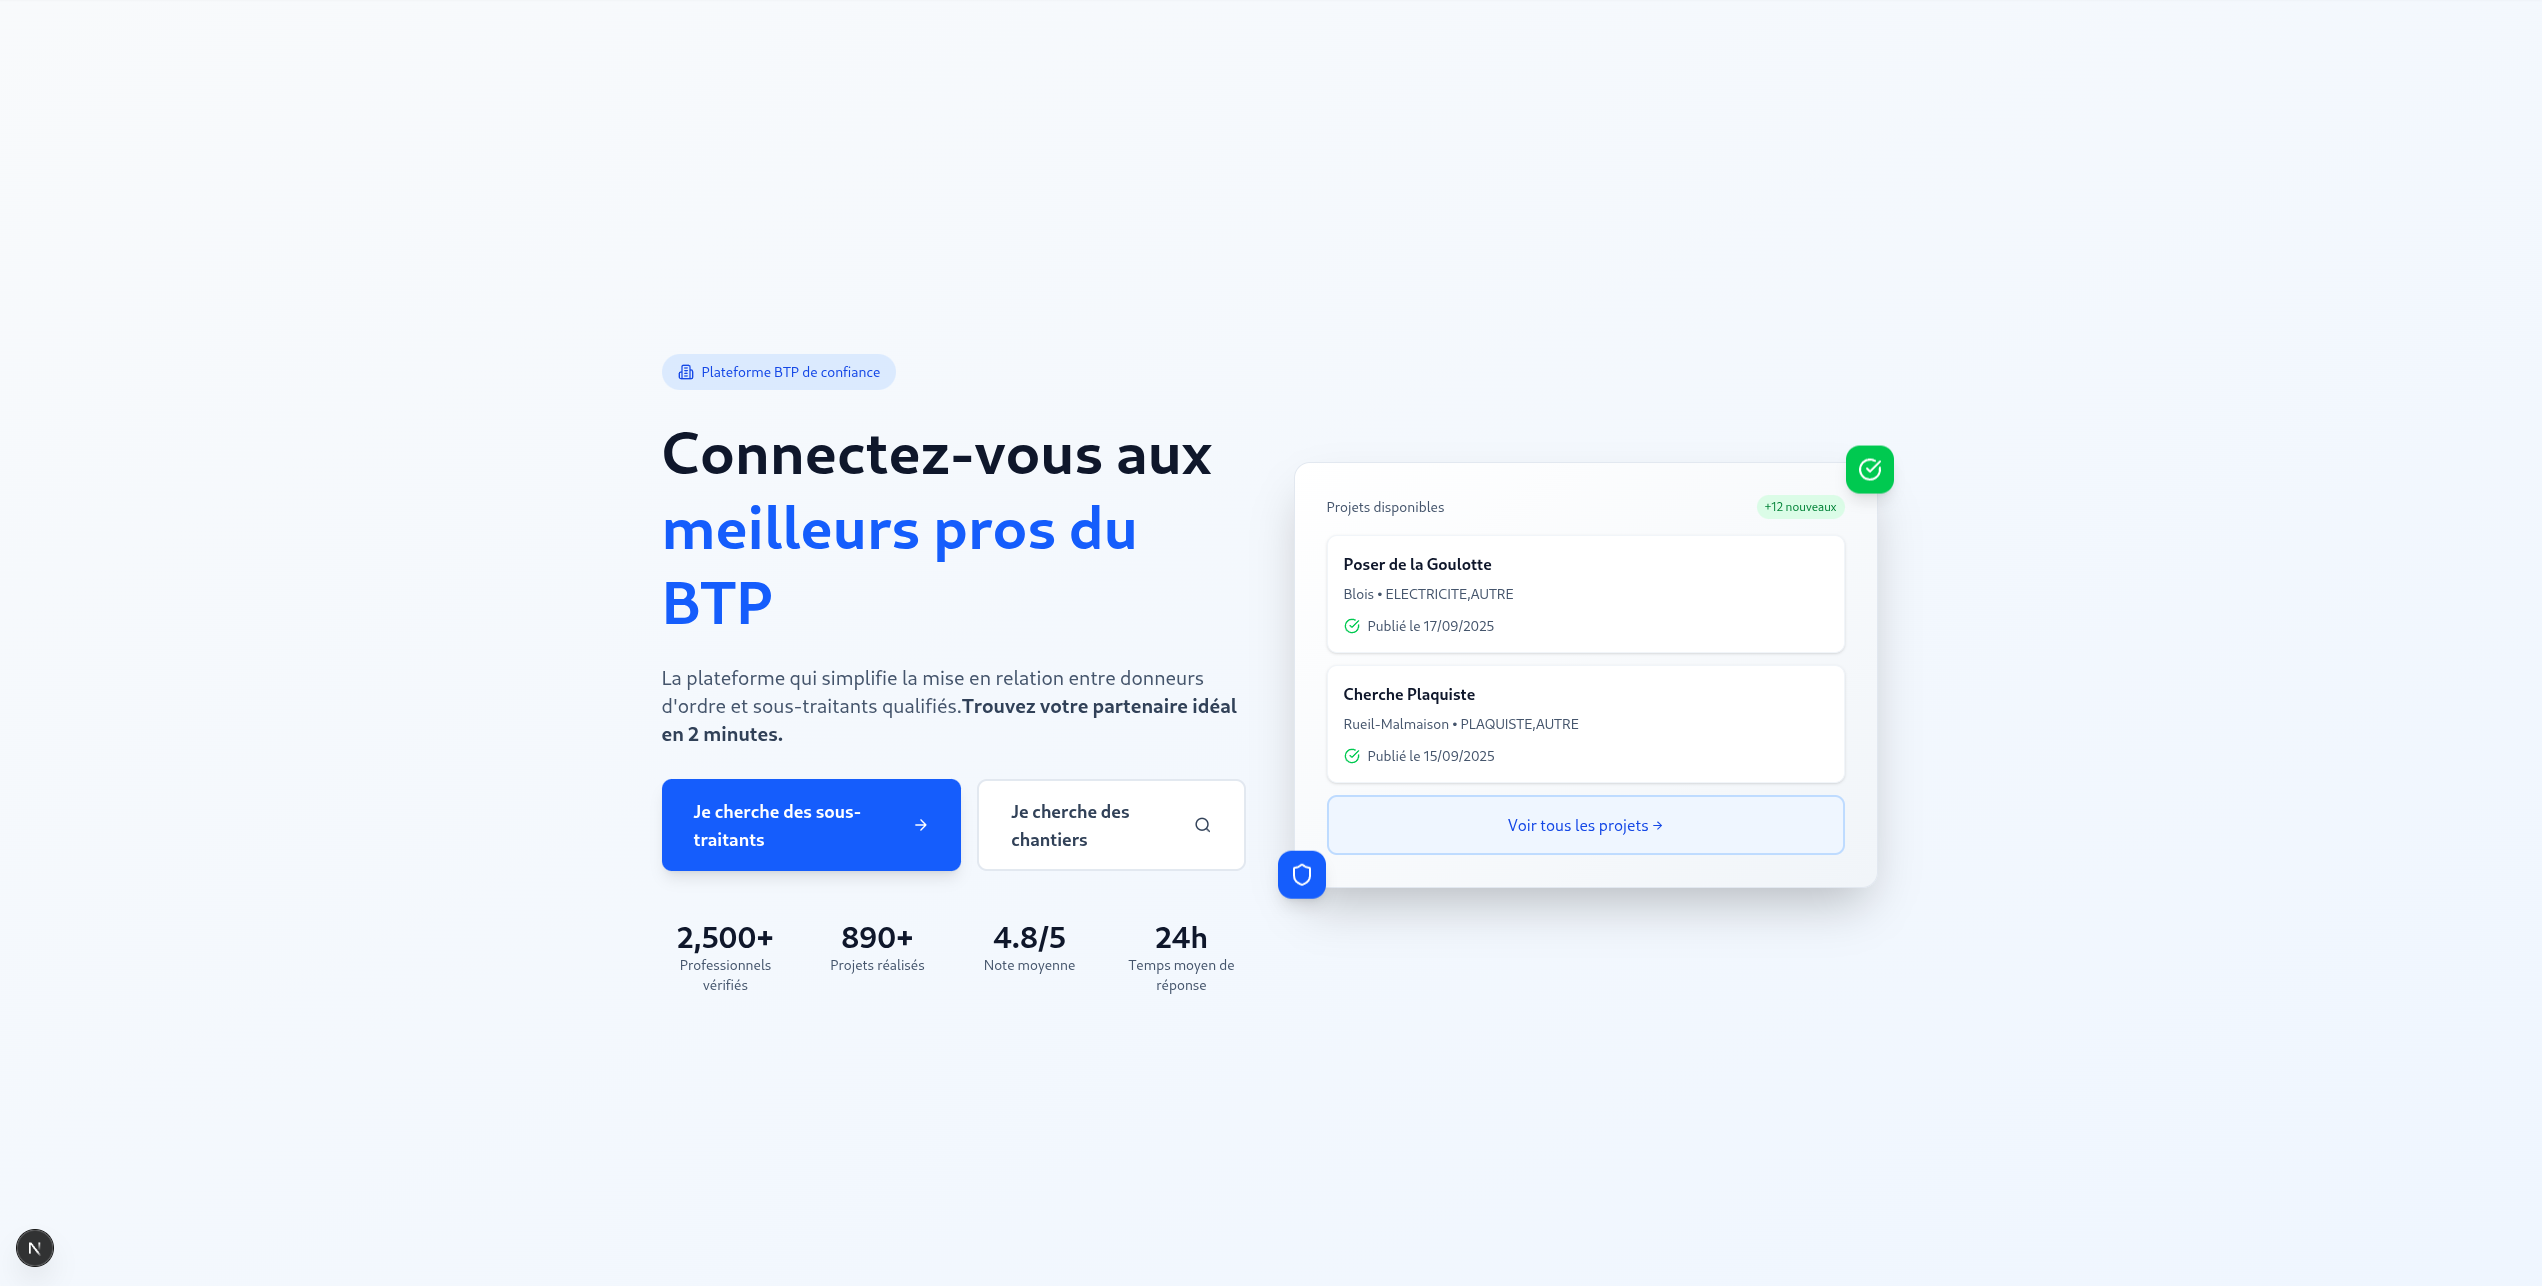 Plateforme BTP de confiance
Connectez-vous aux
meilleurs pros du
BTP
La plateforme qui simplifie la mise en relation entre donneurs
d'ordre et sous-traitants qualifiés.Trouvez votre partenaire idéal
en 2 minutes.
Je cherche des sous-
traitants
Je cherche des
chantiers
2,500+
Professionnels
vérifiés
890+
Projets réalisés
4.8/5
Note moyenne
24h
Temps moyen de
réponse
Projets disponibles
+12 nouveaux
Poser de la Goulotte
Blois • ELECTRICITE,AUTRE
Publié le 17/09/2025
Cherche Plaquiste
Rueil-Malmaison • PLAQUISTE,AUTRE
Publié le 15/09/2025
Voir tous les projets →
N